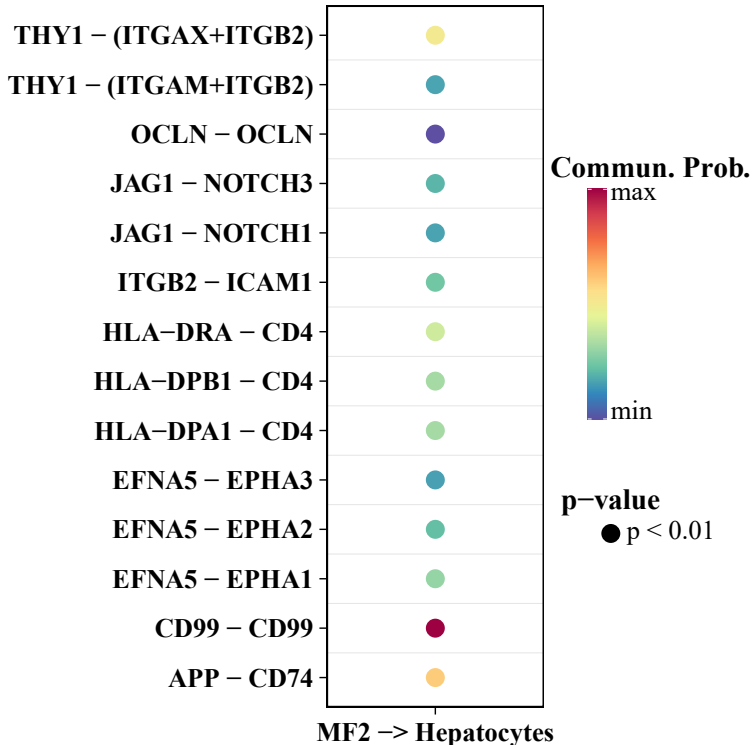 THY1 − (ITGAX+ITGB2)
THY1 − (ITGAM+ITGB2)
OCLN − OCLN
JAG1 − NOTCH3
JAG1 − NOTCH1
ITGB2 − ICAM1
HLA−DRA − CD4
HLA−DPB1 − CD4
HLA−DPA1 − CD4
EFNA5 − EPHA3
EFNA5 − EPHA2
EFNA5 − EPHA1
CD99 − CD99
APP − CD74
MF2 −> Hepatocytes
Commun. Prob.
max
min
p−value
p < 0.01